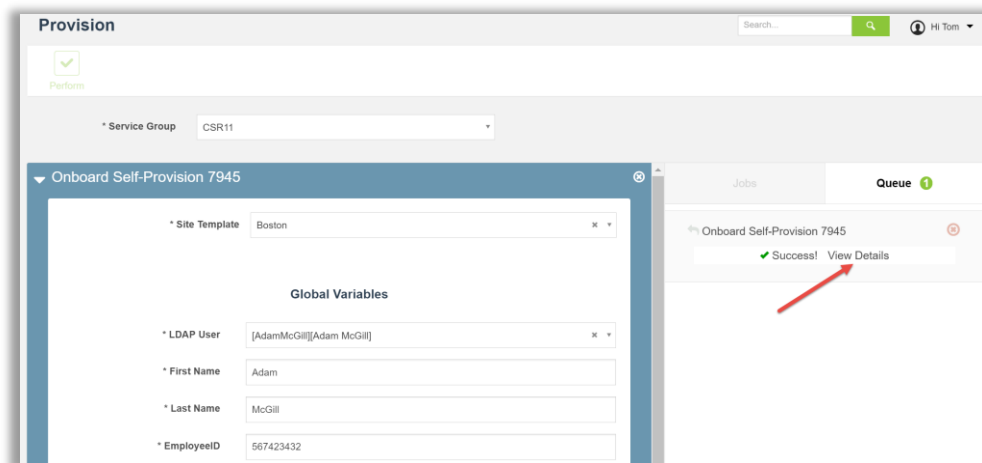 Provision
Search...
Hi Tom
Perform
* Service Group CSR11
Onboard Self-Provision 7945
* Site Template Boston
Global Variables
* LDAP User [AdamMcGill][Adam McGill]
* First Name Adam
* Last Name McGill
* EmployeeID 567423432
Jobs
Queue 1
Onboard Self-Provision 7945
Success! View Details